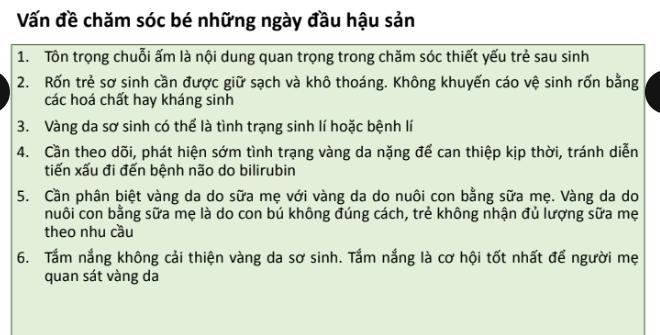 Vấn đề chăm sóc bé những ngày đầu hậu sản
1. Tôn trọng chuỗi ấm là nội dung quan trọng trong chăm sóc thiết yếu trẻ sau sinh
2. Rốn trẻ sơ sinh cần được giữ sạch và khô thoáng. Không khuyến cáo vệ sinh rốn bằng
các hoá chất hay kháng sinh
3. Vàng da sơ sinh có thể là tình trạng sinh lí hoặc bệnh lí
4. Cần theo dõi, phát hiện sớm tình trạng vàng da nặng để can thiệp kịp thời, tránh diễn
tiến xấu đi đến bệnh não do bilirubin
5. Cần phân biệt vàng da do sữa mẹ với vàng da do nuôi con bằng sữa mẹ. Vàng da do
nuôi con bằng sữa mẹ là do con bú không đúng cách, trẻ không nhận đủ lượng sữa mẹ
theo nhu cầu
6. Tắm nắng không cải thiện vàng da sơ sinh. Tắm nắng là cơ hội tốt nhất để người mẹ
quan sát vàng da